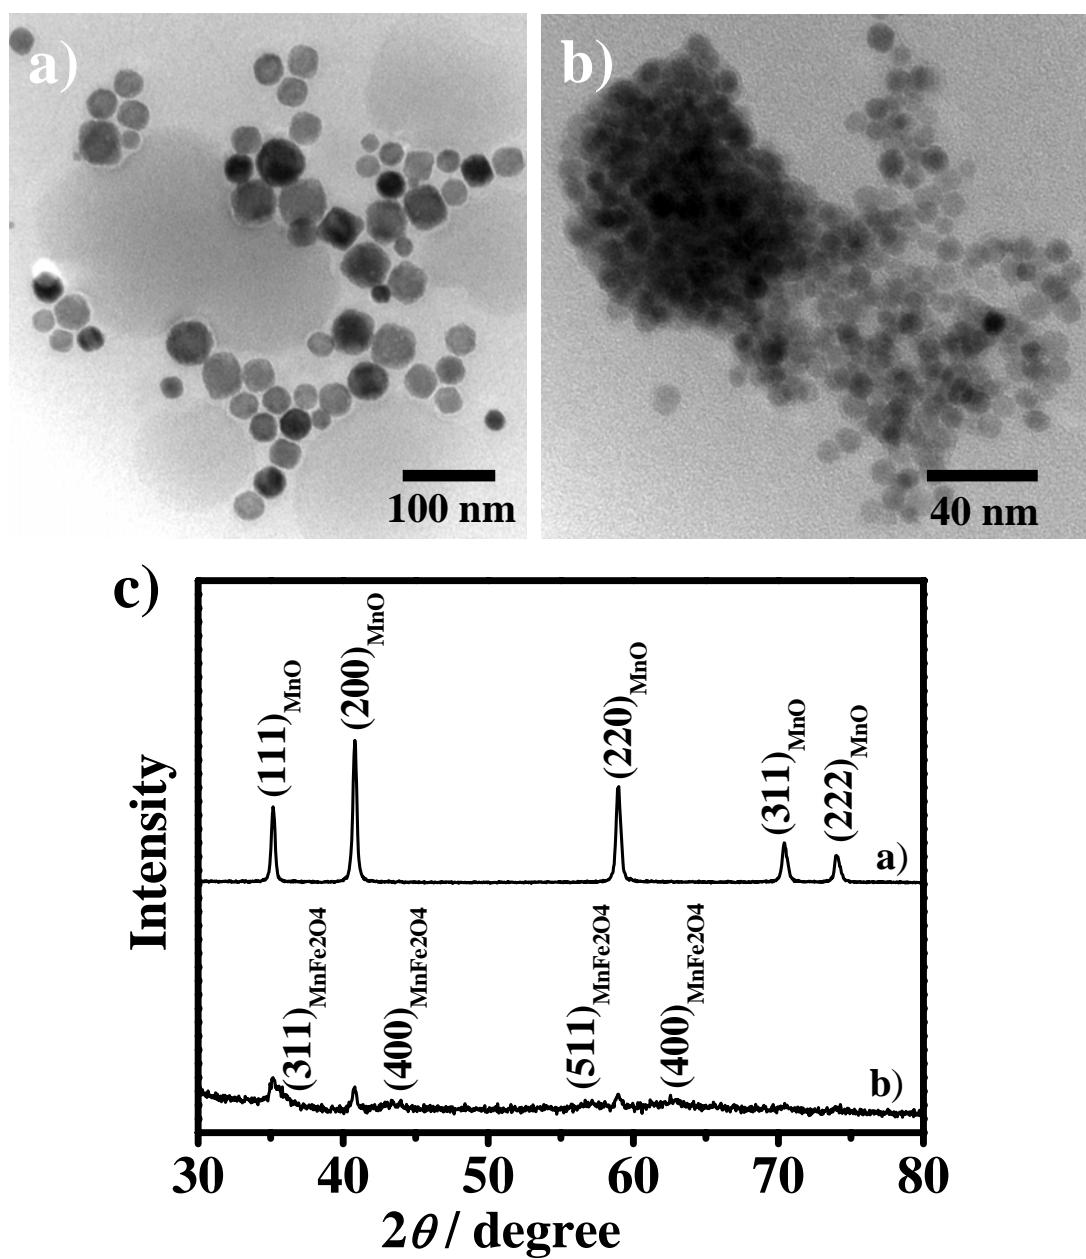 a)
b)
100 nm
40 nm
c)
(111)MnO
(200)MnO
(220)MnO
(311)MnO
(222)MnO
a)
(311)MnFe2O4
(400)MnFe2O4
(511)MnFe2O4
(400)MnFe2O4
b)
Intensity
30 40 50 60 70 80
2θ / degree